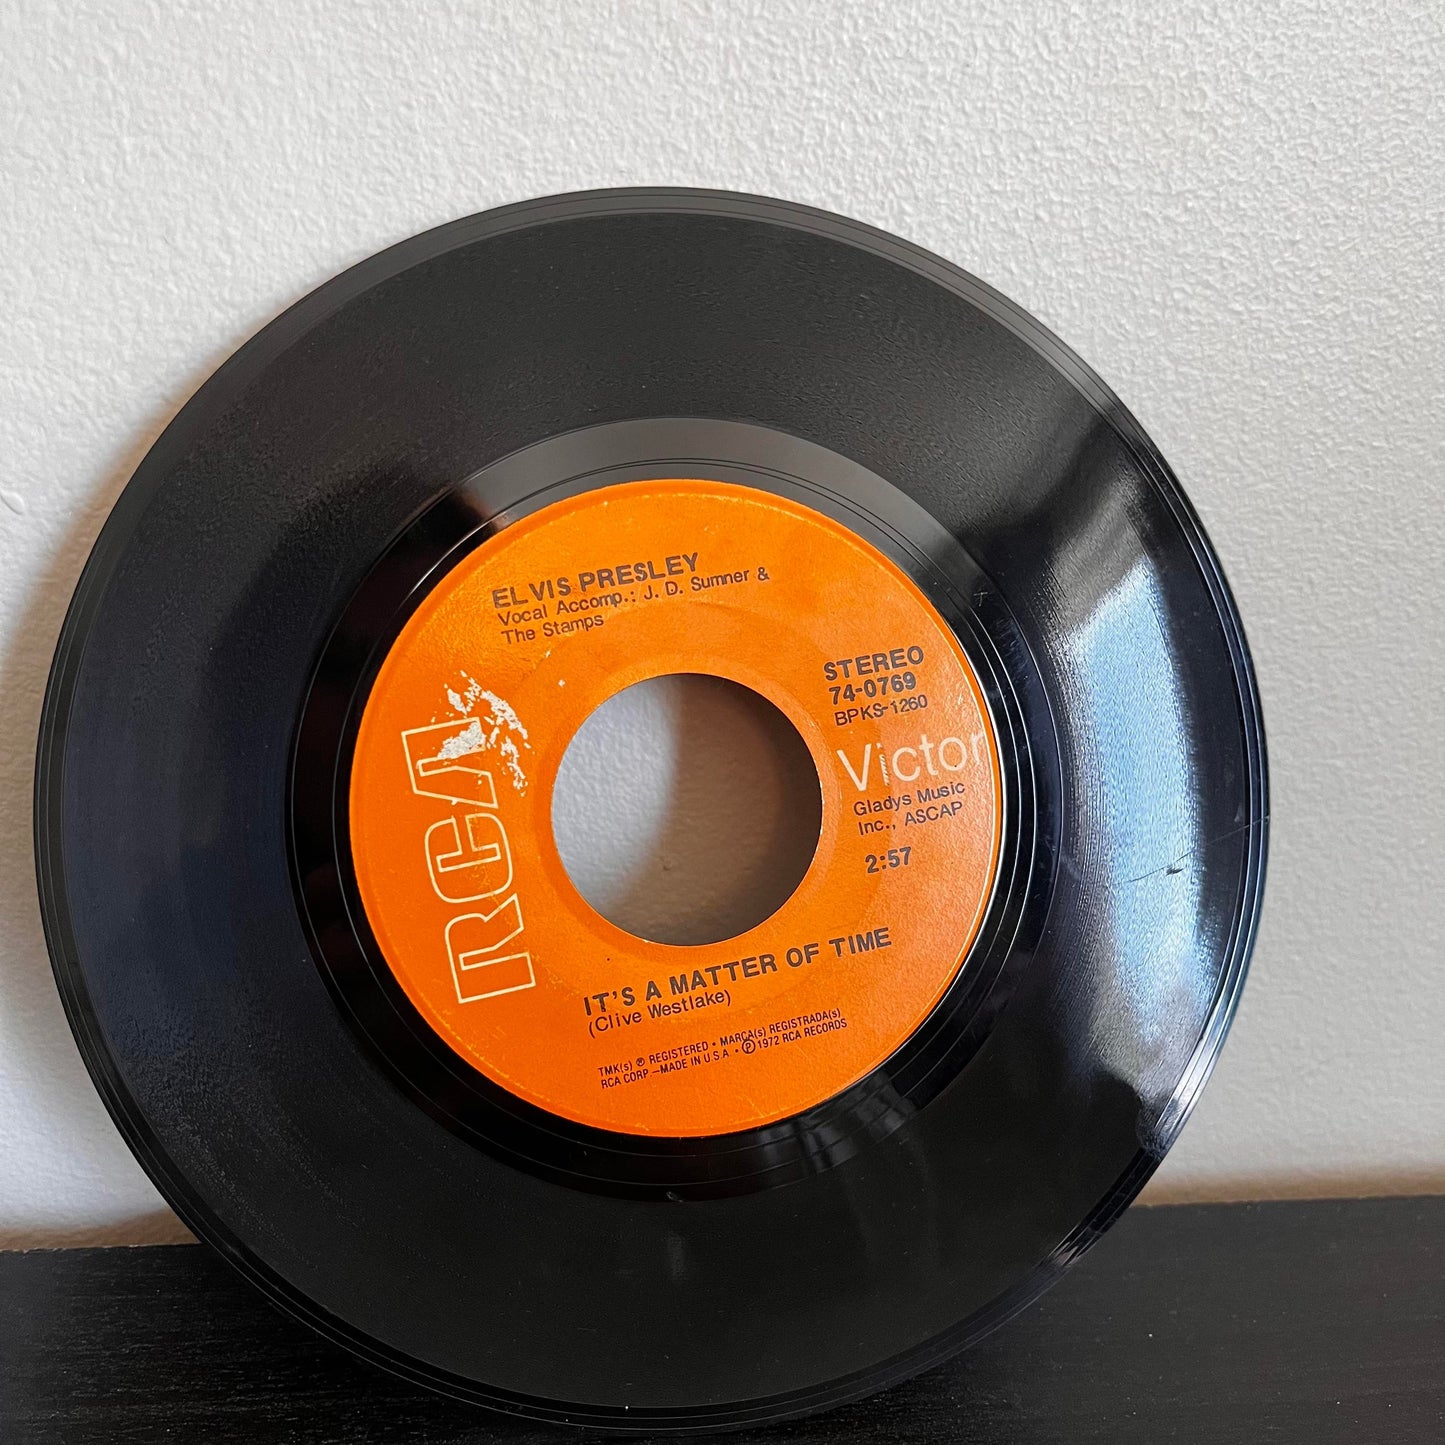 ELVIS PRESLEY
Vocal Accomp.: J. D. Sumner &
The Stamps
STEREO
74-0769
BPKS-1260
RCA
Victor
Gladys Music
Inc., ASCAP
2:57
IT'S A MATTER OF TIME
(Clive Westlake)
TMK(s) ® REGISTERED • MARCA(s) REGISTRADA(s)
RCA CORP.—MADE IN U.S.A. • ℗ 1972 RCA RECORDS